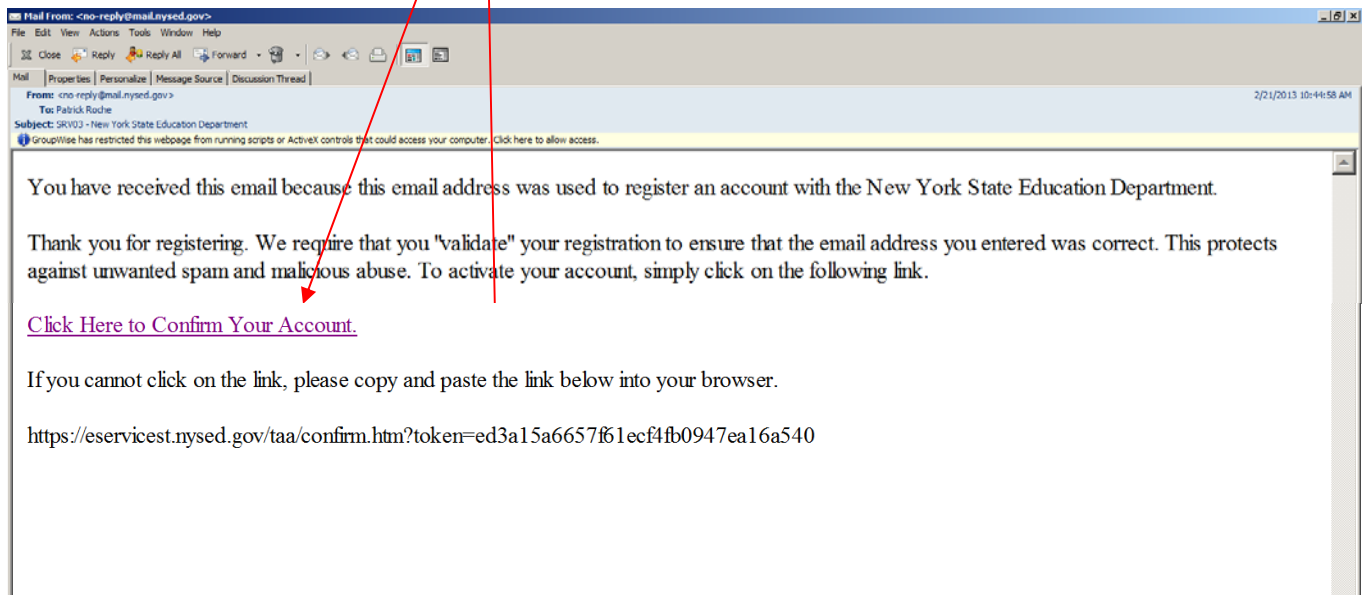 Mail From: <no-reply@mail.nysed.gov>
File Edit View Actions Tools Window Help
Close Reply Reply All Forward
Mail Properties Personalize Message Source Discussion Thread
From: <no-reply@mail.nysed.gov> 2/21/2013 10:44:58 AM
To: Patrick Roche
Subject: SRV03 - New York State Education Department
GroupWise has restricted this webpage from running scripts or ActiveX controls that could access your computer. Click here to allow access.
You have received this email because this email address was used to register an account with the New York State Education Department.
Thank you for registering. We require that you "validate" your registration to ensure that the email address you entered was correct. This protects
against unwanted spam and malicious abuse. To activate your account, simply click on the following link.
Click Here to Confirm Your Account.
If you cannot click on the link, please copy and paste the link below into your browser.
https://eservicest.nysed.gov/taa/confirm.htm?token=ed3a15a6657f61ecf4fb0947ea16a540